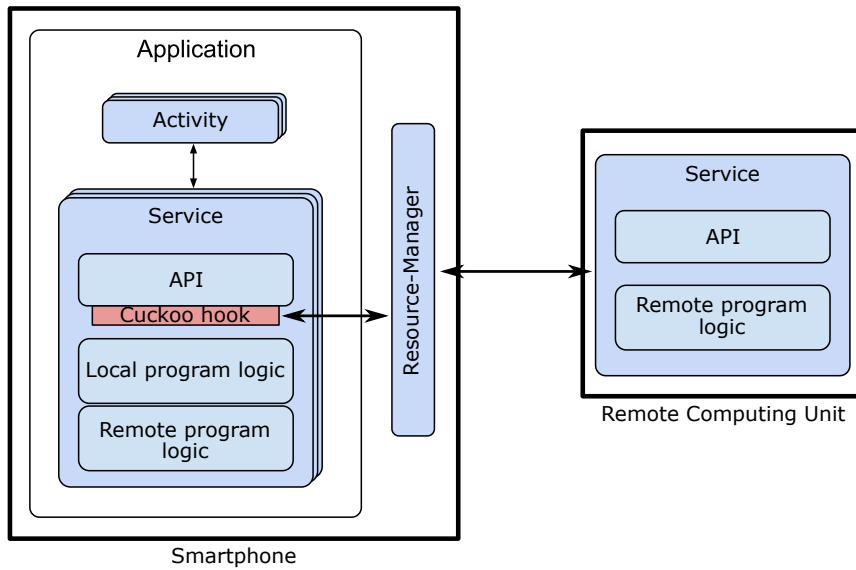 Application
Activity
Service
API
Cuckoo hook
Local program logic
Remote program
logic
Resource-Manager
Smartphone
Service
API
Remote program
logic
Remote Computing Unit